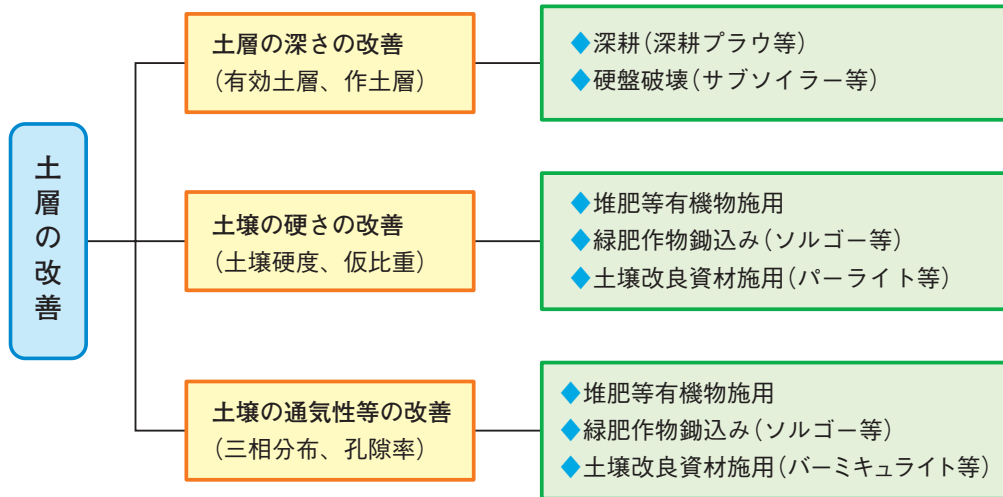 土層の改善
土層の深さの改善
(有効土層、作土層)
◆深耕(深耕プラウ等)
◆硬盤破壊(サブソイラー等)
土壌の硬さの改善
(土壌硬度、仮比重)
◆堆肥等有機物施用
◆緑肥作物鋤込み(ソルゴー等)
◆土壌改良資材施用(パーライト等)
土壌の通気性等の改善
(三相分布、孔隙率)
◆堆肥等有機物施用
◆緑肥作物鋤込み(ソルゴー等)
◆土壌改良資材施用(バーミキュライト等)